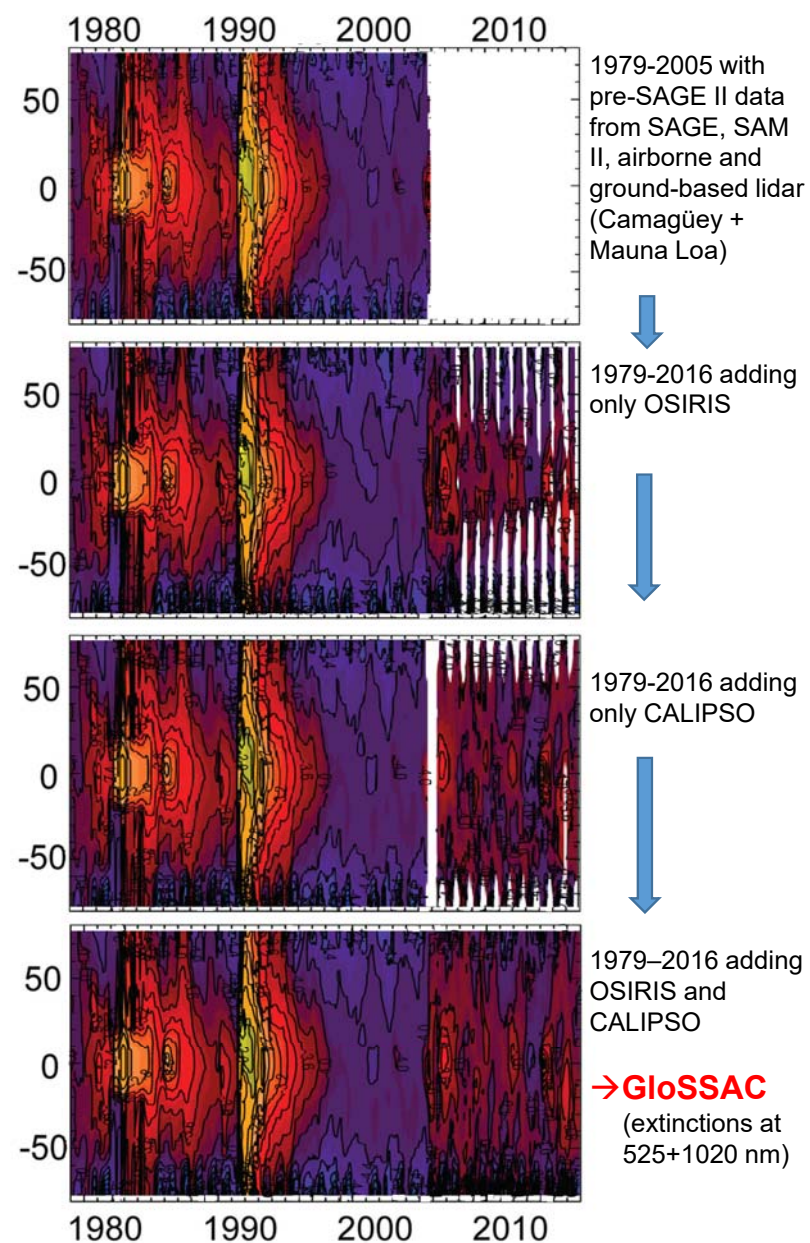 1980 1990 2000 2010
50
0
-50
1979-2005 with
pre-SAGE II data
from SAGE, SAM
II, airborne and
ground-based lidar
(Camagüey +
Mauna Loa)
50
0
-50
1979-2016 adding
only OSIRIS
50
0
-50
1979-2016 adding
only CALIPSO
50
0
-50
1979–2016 adding
OSIRIS and
CALIPSO
→GloSSAC
(extinctions at
525+1020 nm)
1980 1990 2000 2010